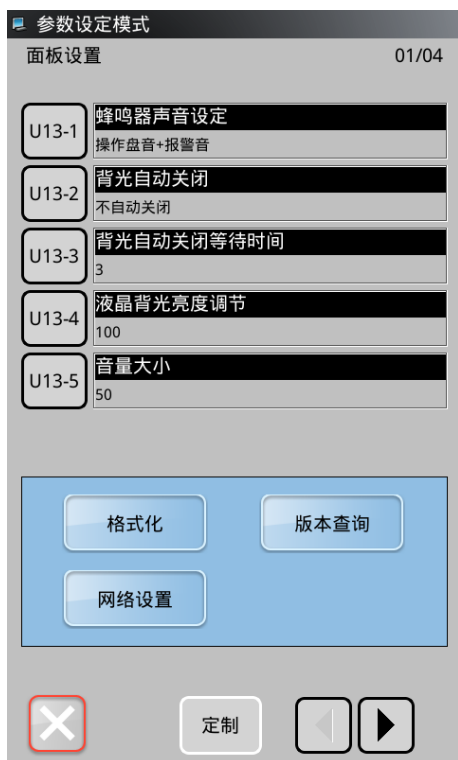 参数设定模式
面板设置 01/04
U13-1 蜂鸣器声音设定
操作盘音+报警音
U13-2 背光自动关闭
不自动关闭
U13-3 背光自动关闭等待时间
3
U13-4 液晶背光亮度调节
100
U13-5 音量大小
50
格式化 版本查询
网络设置
定制